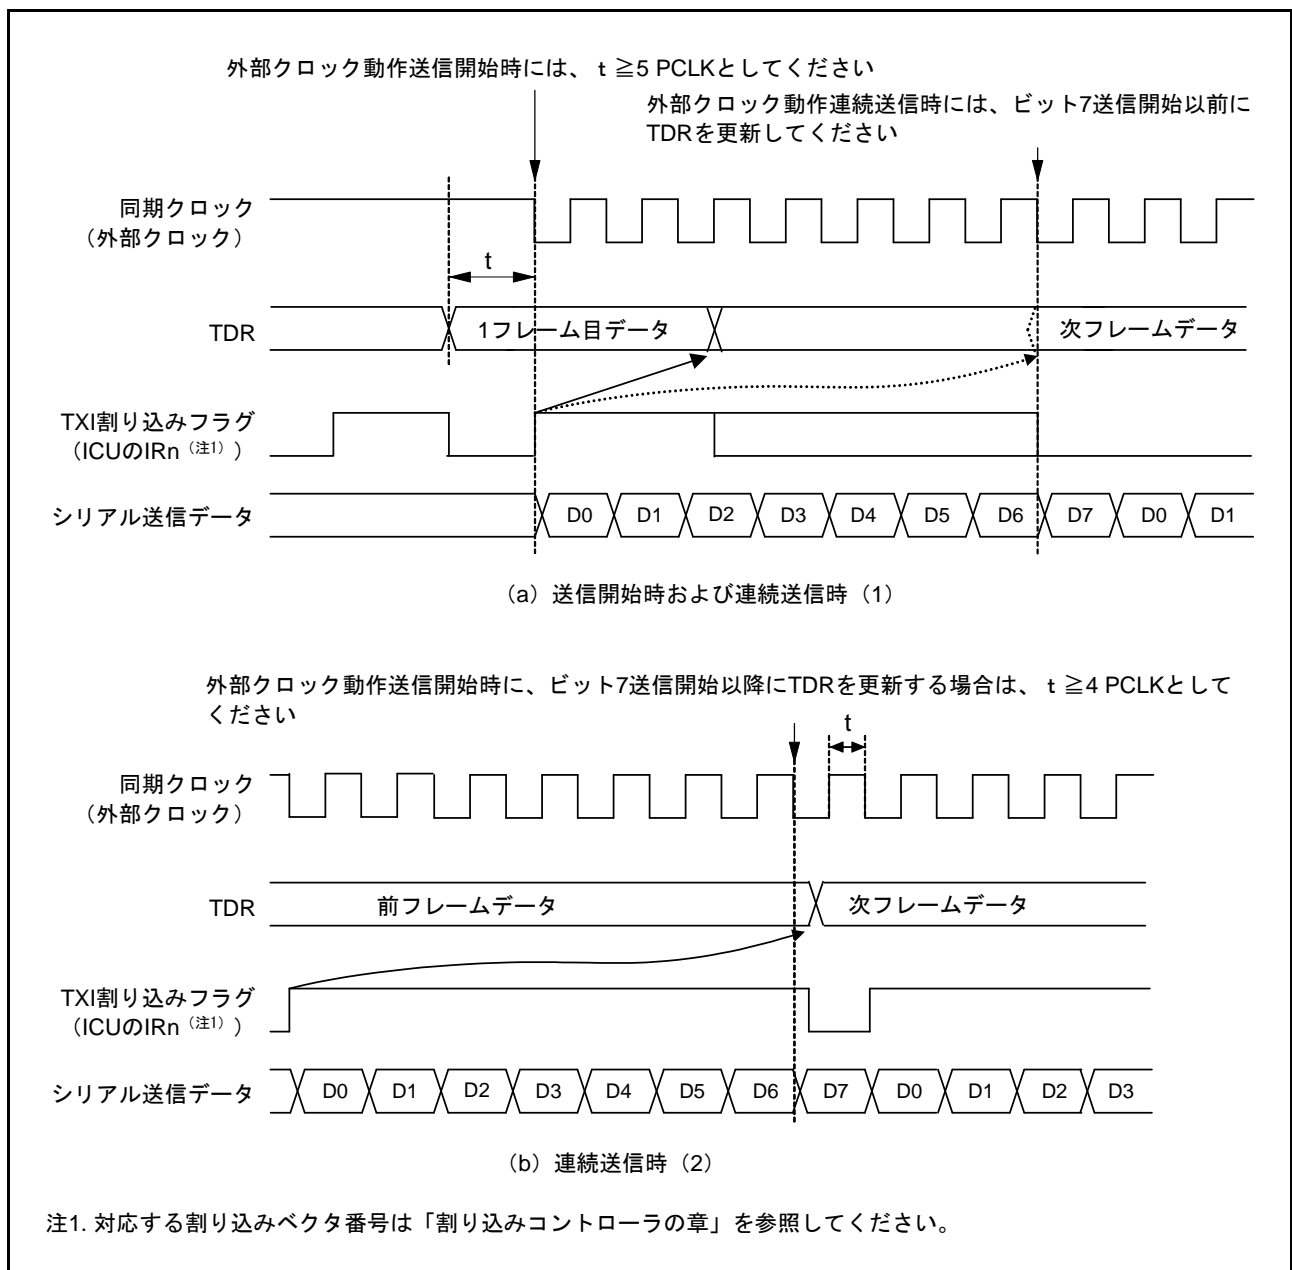 外部クロック動作送信開始時には、 t ≧5 PCLKとしてください
外部クロック動作連続送信時には、ビット7送信開始以前に
TDRを更新してください
同期クロック
（外部クロック）
t
TDR
1フレーム目データ
次フレームデータ
TXI割り込みフラグ
（ICUのIRn（注1））
シリアル送信データ
D0 D1 D2 D3 D4 D5 D6 D7 D0 D1
（a）送信開始時および連続送信時（1）
外部クロック動作送信開始時に、ビット7送信開始以降にTDRを更新する場合は、 t ≧4 PCLKとして
ください
t
同期クロック
（外部クロック）
TDR
前フレームデータ
次フレームデータ
TXI割り込みフラグ
（ICUのIRn（注1））
シリアル送信データ
D0 D1 D2 D3 D4 D5 D6 D7 D0 D1 D2 D3
（b）連続送信時（2）
注1. 対応する割り込みベクタ番号は「割り込みコントローラの章」を参照してください。